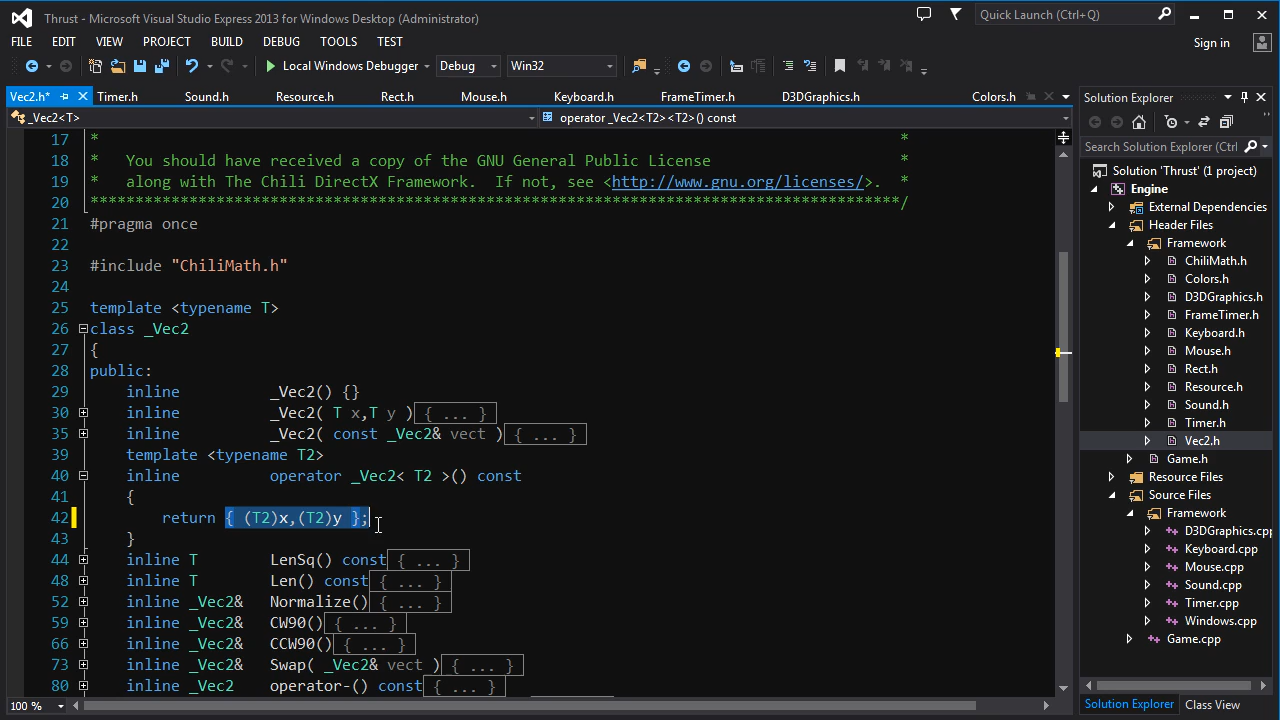 Thrust - Microsoft Visual Studio Express 2013 for Windows Desktop (Administrator)
Quick Launch (Ctrl+Q)
FILE EDIT VIEW PROJECT BUILD DEBUG TOOLS TEST
Sign in
Local Windows Debugger Debug Win32
Vec2.h* Timer.h Sound.h Resource.h Rect.h Mouse.h Keyboard.h FrameTimer.h D3DGraphics.h Colors.h
_Vec2<T> operator _Vec2<T2><T2>() const
17 * *
18 * You should have received a copy of the GNU General Public License *
19 * along with The Chili DirectX Framework. If not, see <http://www.gnu.org/licenses/>. *
20 ******************************************************************************************/
21 #pragma once
22
23 #include "ChiliMath.h"
24
25 template <typename T>
26 class _Vec2
27 {
28 public:
29 inline _Vec2() {}
30 inline _Vec2( T x,T y ){ ... }
35 inline _Vec2( const _Vec2& vect ){ ... }
39 template <typename T2>
40 inline operator _Vec2< T2 >() const
41 {
42 return { (T2)x,(T2)y };
43 }
44 inline T LenSq() const{ ... }
48 inline T Len() const{ ... }
52 inline _Vec2& Normalize(){ ... }
59 inline _Vec2& CW90(){ ... }
66 inline _Vec2& CCW90(){ ... }
73 inline _Vec2& Swap( _Vec2& vect ){ ... }
80 inline _Vec2 operator-() const{ ... }
100 %
Solution Explorer
Search Solution Explorer (Ctrl
Solution 'Thrust' (1 project)
Engine
External Dependencies
Header Files
Framework
ChiliMath.h
Colors.h
D3DGraphics.h
FrameTimer.h
Keyboard.h
Mouse.h
Rect.h
Resource.h
Sound.h
Timer.h
Vec2.h
Game.h
Resource Files
Source Files
Framework
D3DGraphics.cpp
Keyboard.cpp
Mouse.cpp
Sound.cpp
Timer.cpp
Windows.cpp
Game.cpp
Solution Explorer Class View